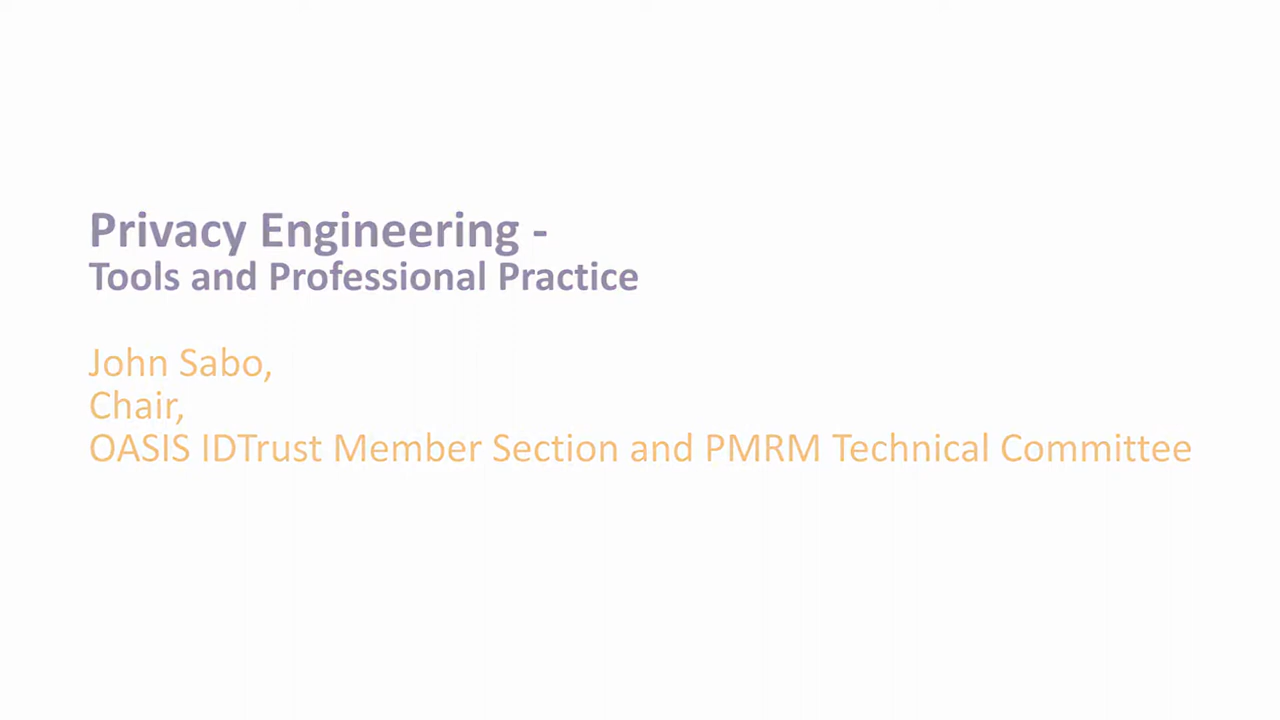 Privacy Engineering -
Tools and Professional Practice
John Sabo,
Chair,
OASIS IDTrust Member Section and PMRM Technical Committee